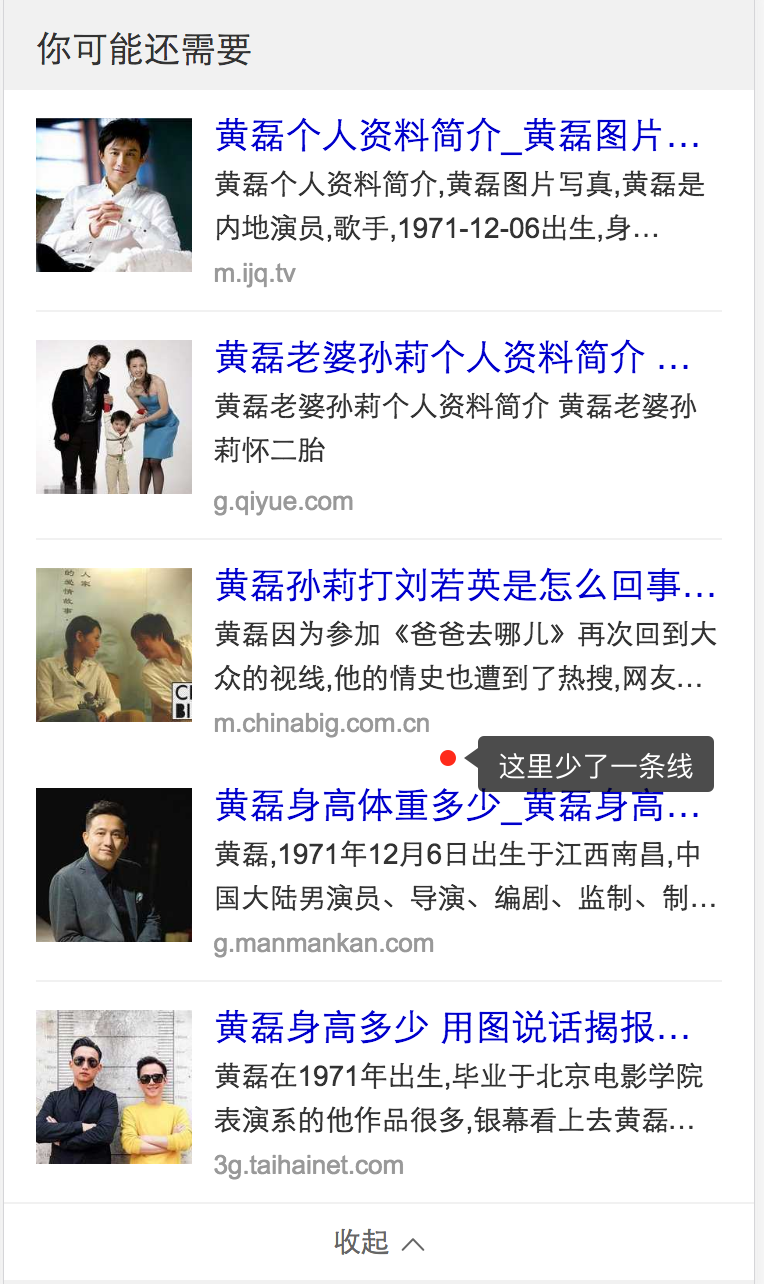 你可能还需要
黄磊个人资料简介_黄磊图片...
黄磊个人资料简介,黄磊图片写真,黄磊是
内地演员,歌手,1971-12-06出生,身...
m.ijq.tv
黄磊老婆孙莉个人资料简介 ...
黄磊老婆孙莉个人资料简介 黄磊老婆孙
莉怀二胎
g.qiyue.com
人家
的爱情故事·
黄磊孙莉打刘若英是怎么回事...
黄磊因为参加《爸爸去哪儿》再次回到大
众的视线,他的情史也遭到了热搜,网友...
CI
BI
m.chinabig.com.cn
这里少了一条线
黄磊身高体重多少_黄磊身高...
黄磊,1971年12月6日出生于江西南昌,中
国大陆男演员、导演、编剧、监制、制...
g.manmankan.com
黄磊身高多少 用图说话揭报...
黄磊在1971年出生,毕业于北京电影学院
表演系的他作品很多,银幕看上去黄磊...
3g.taihainet.com
收起